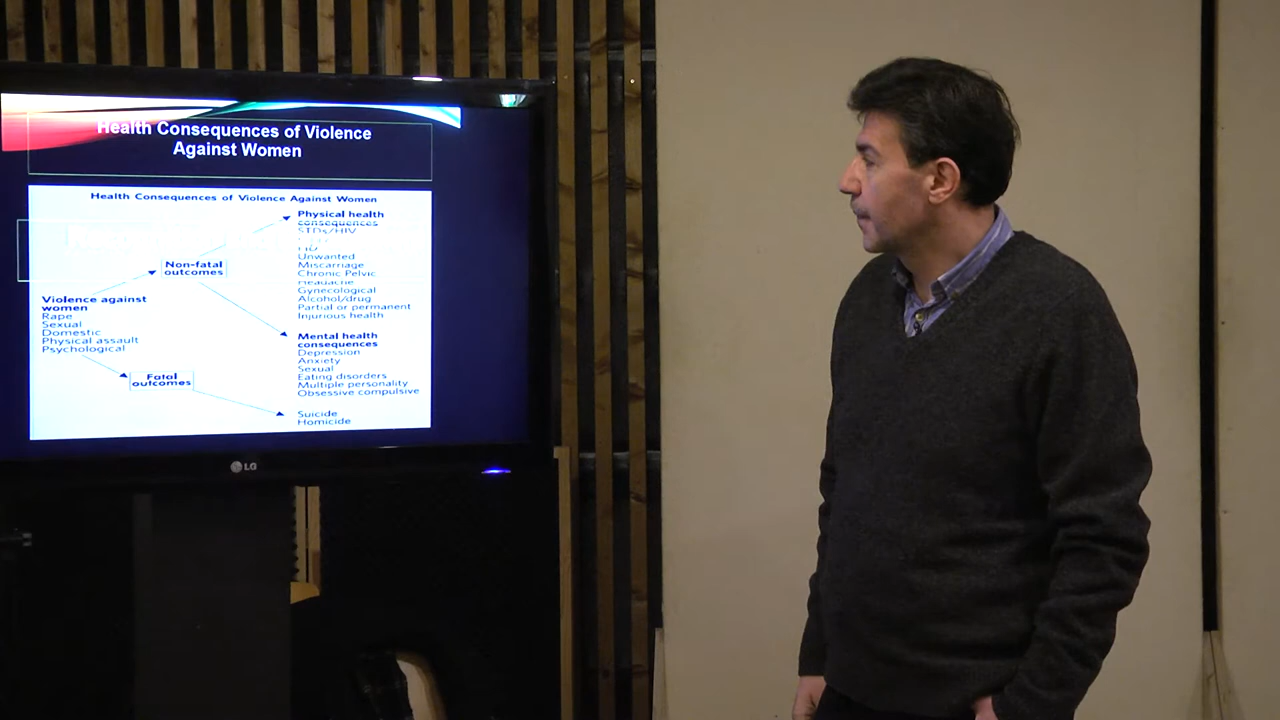 Health Consequences of Violence
Against Women
Health Consequences of Violence Against Women
Physical health
consequences
STDs/HIV
PID
Unwanted
Miscarriage
Chronic Pelvic
Headache
Gynecological
Alcohol/drug
Partial or permanent
Injurious health
Non-fatal
outcomes
Violence against
women
Rape
Sexual
Domestic
Physical assault
Psychological
Mental health
consequences
Depression
Anxiety
Sexual
Eating disorders
Multiple personality
Obsessive compulsive
Fatal
outcomes
Suicide
Homicide
LG